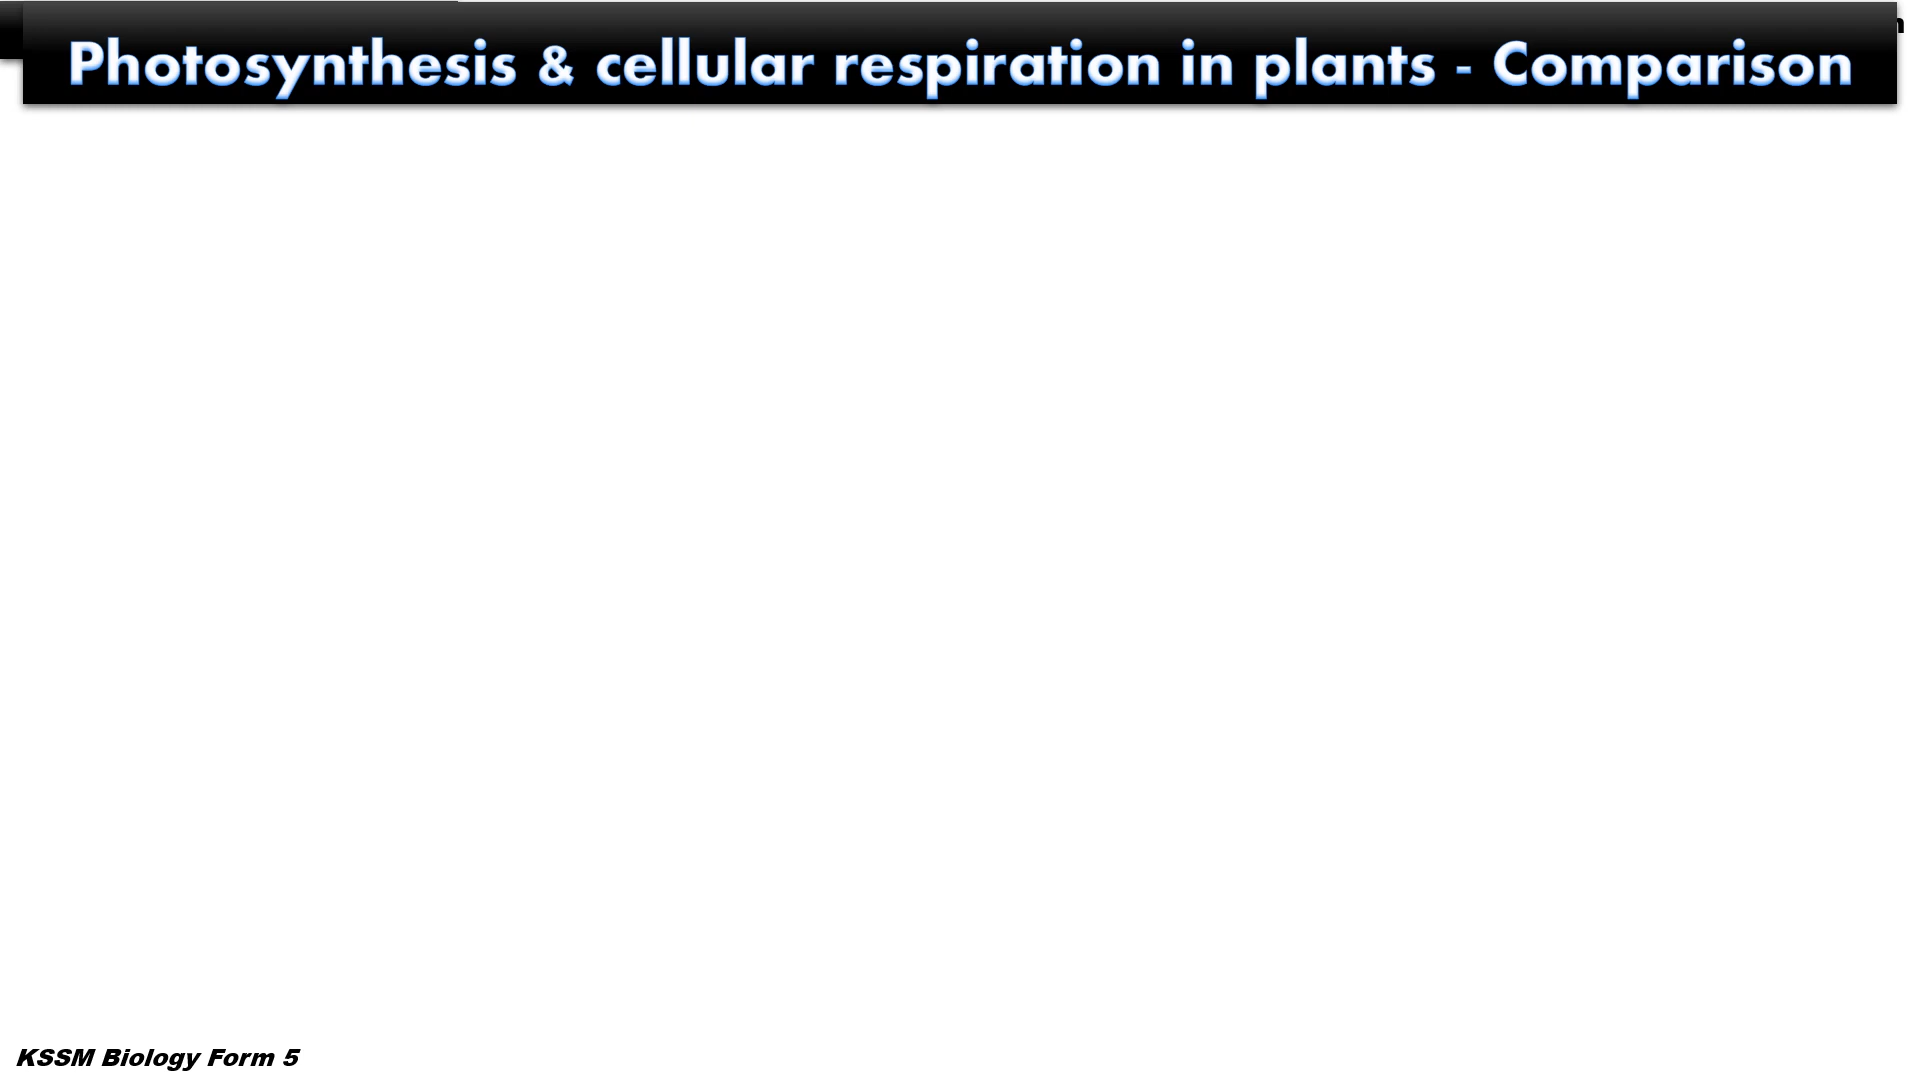 Photosynthesis & cellular respiration in plants - Comparison
KSSM Biology Form 5